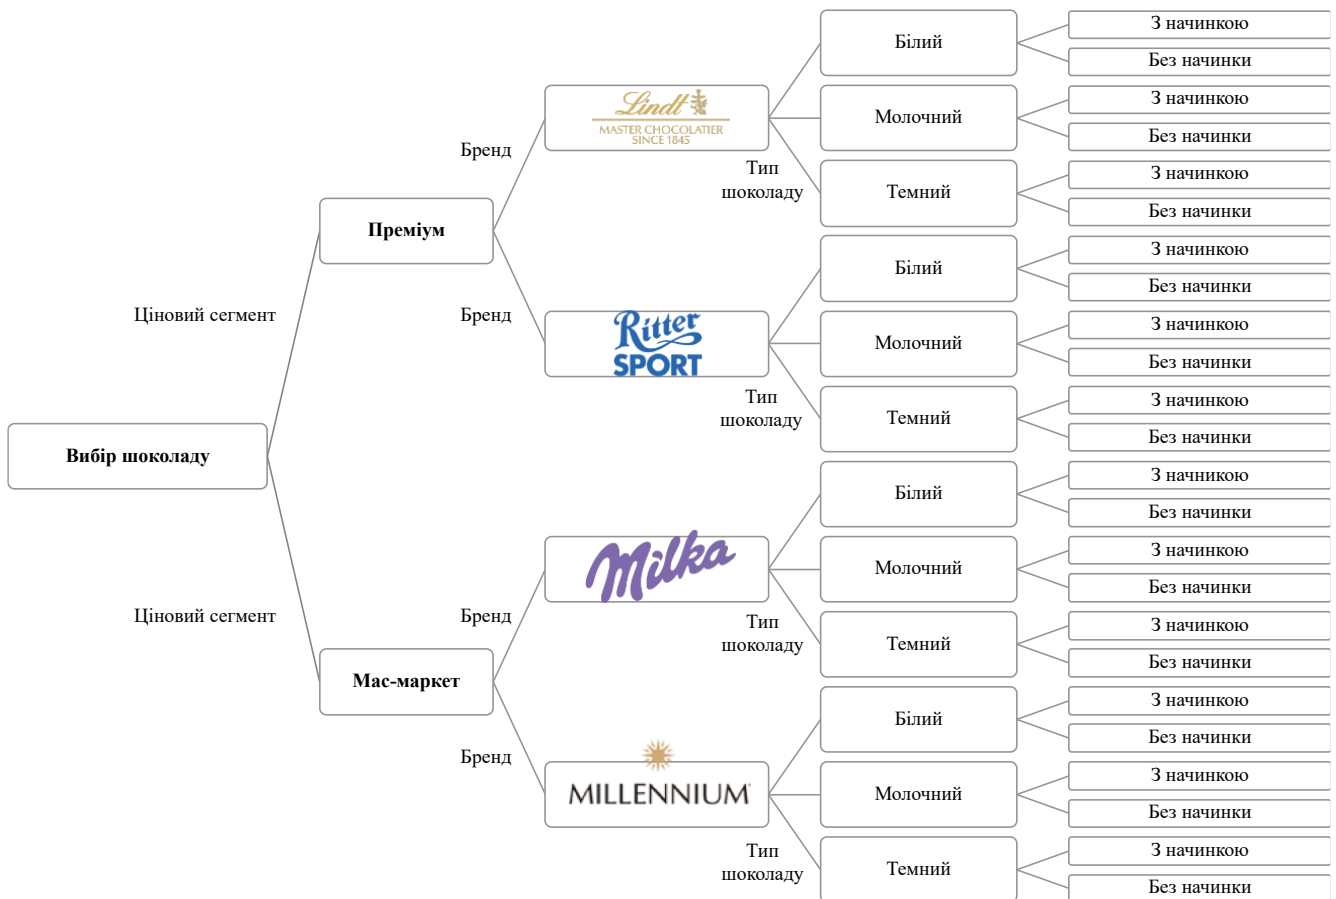 З начинкою
Білий
Без начинки
Lindt
MASTER CHOCOLATIER
SINCE 1845
З начинкою
Молочний
Без начинки
Бренд
Тип
шоколаду
З начинкою
Темний
Без начинки
Преміум
З начинкою
Білий
Без начинки
Ціновий сегмент
Бренд
Ritter
SPORT
З начинкою
Молочний
Без начинки
Тип
шоколаду
З начинкою
Темний
Без начинки
Вибір шоколаду
З начникою
Білий
Без начинки
Milka
З начинкою
Молочний
Без начинки
Ціновий сегмент
Бренд
Тип
шоколаду
З начинкою
Темний
Без начинки
Мас-маркет
З начинкою
Білий
Без начинки
Бренд
MILLENNIUM
З начинкою
Молочний
Без начинки
Тип
шоколаду
З начинкою
Темний
Без начинки